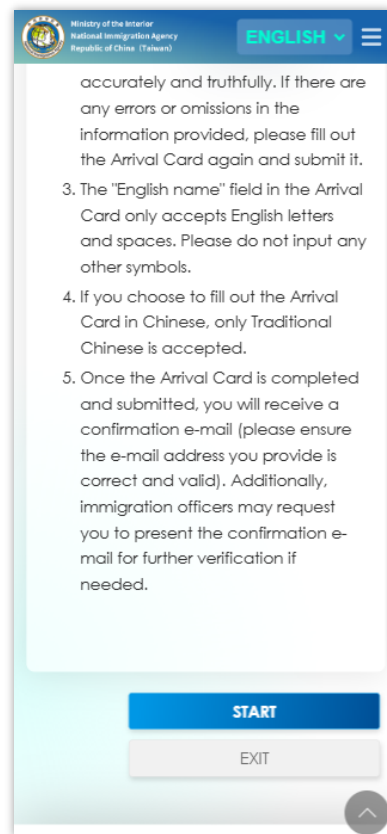 Ministry of the Interior
National Immigration Agency
Republic of China (Taiwan)
ENGLISH
accurately and truthfully. If there are
any errors or omissions in the
information provided, please fill out
the Arrival Card again and submit it.
3. The "English name" field in the Arrival
Card only accepts English letters
and spaces. Please do not input any
other symbols.
4. If you choose to fill out the Arrival
Card in Chinese, only Traditional
Chinese is accepted.
5. Once the Arrival Card is completed
and submitted, you will receive a
confirmation e-mail (please ensure
the e-mail address you provide is
correct and valid). Additionally,
immigration officers may request
you to present the confirmation e-
mail for further verification if
needed.
START
EXIT